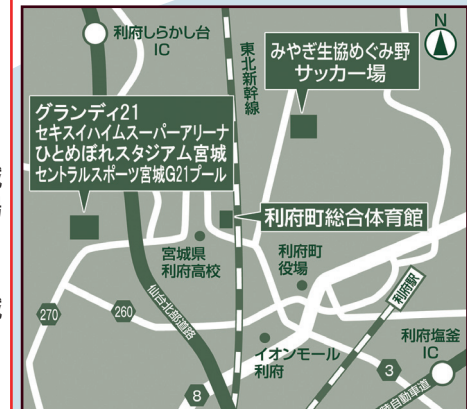 利府しらかし台
IC
東北新幹線
みやぎ生協めぐみ野
サッカー場
N
グランディ21
セキスイハイムスーパーアリーナ
ひとめぼれスタジアム宮城
セントラルスポーツ宮城G21プール
利府町総合体育館
宮城県
利府高校
利府町
役場
利府駅
270
260
仙台北部道路
イオンモール
利府
利府塩釜
IC
3
8
陸自動車道